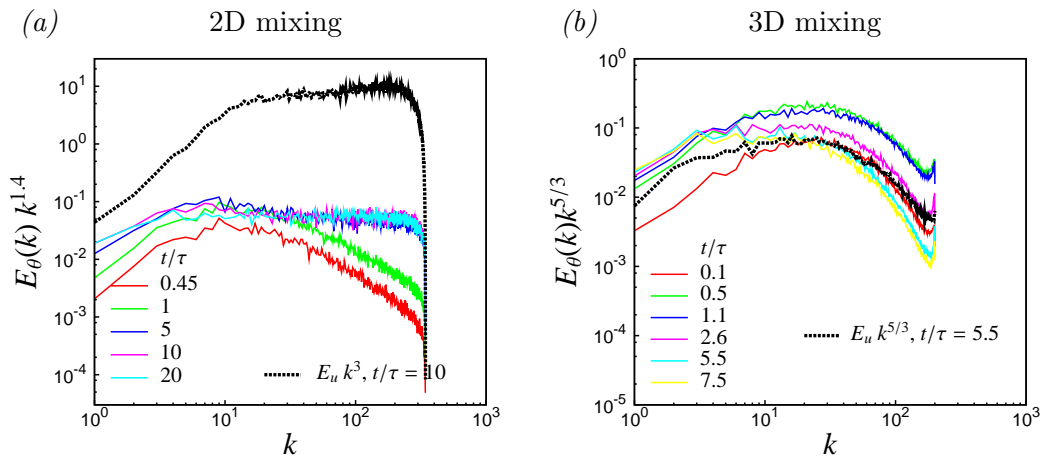 (a) 2D mixing
E_θ(k) k^{1.4}
10^1
10^0
10^{-1}
10^{-2}
10^{-3}
10^{-4}
t/τ
0.45
1
5
10
20
E_u k^3, t/τ = 10
10^0 10^1 10^2 10^3
k
(b) 3D mixing
E_θ(k)k^{5/3}
10^0
10^{-1}
10^{-2}
10^{-3}
10^{-4}
10^{-5}
t/τ
0.1
0.5
1.1
2.6
5.5
7.5
E_u k^{5/3}, t/τ = 5.5
10^0 10^1 10^2 10^3
k